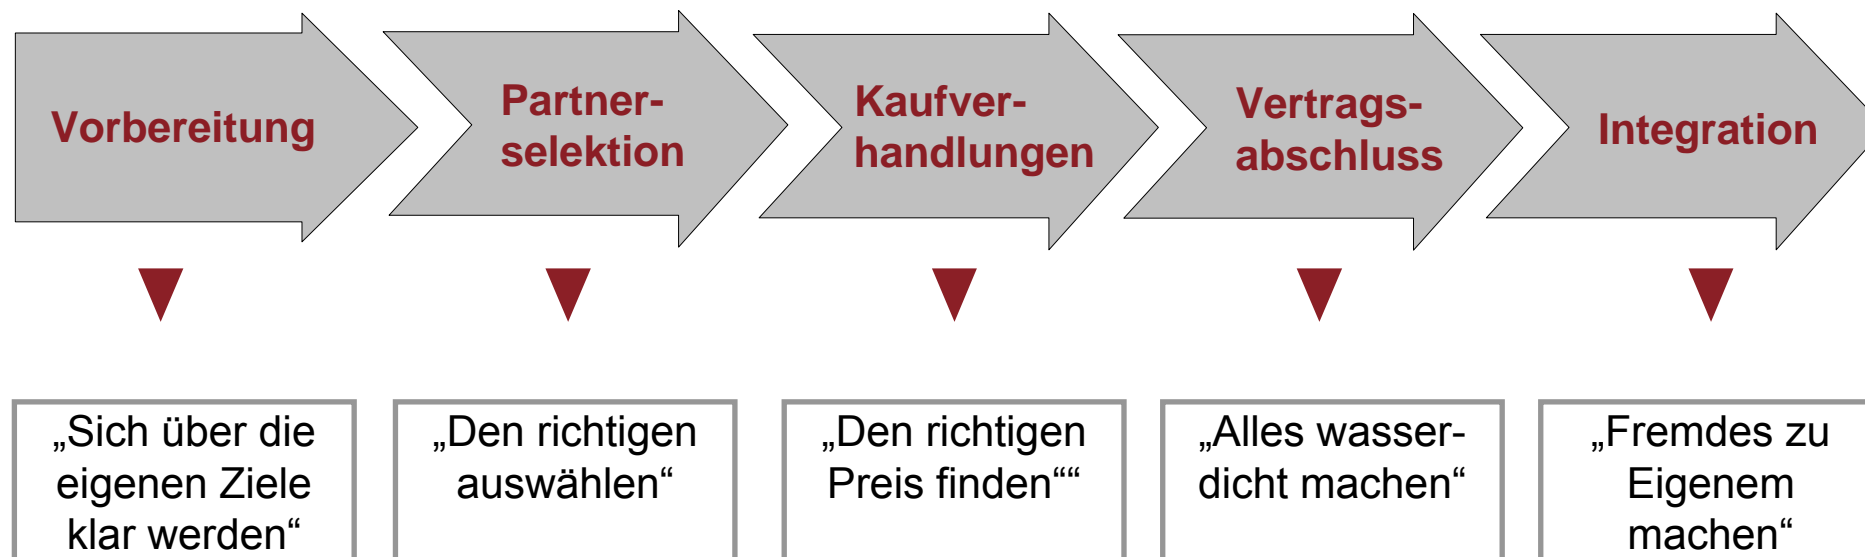 Vorbereitung
Partner-
selektion
Kaufver-
handlungen
Vertrags-
abschluss
Integration
„Sich über die
eigenen Ziele
klar werden“
„Den richtigen
auswählen“
„Den richtigen
Preis finden““
„Alles wasser-
dicht machen“
„Fremdes zu
Eigenem
machen“